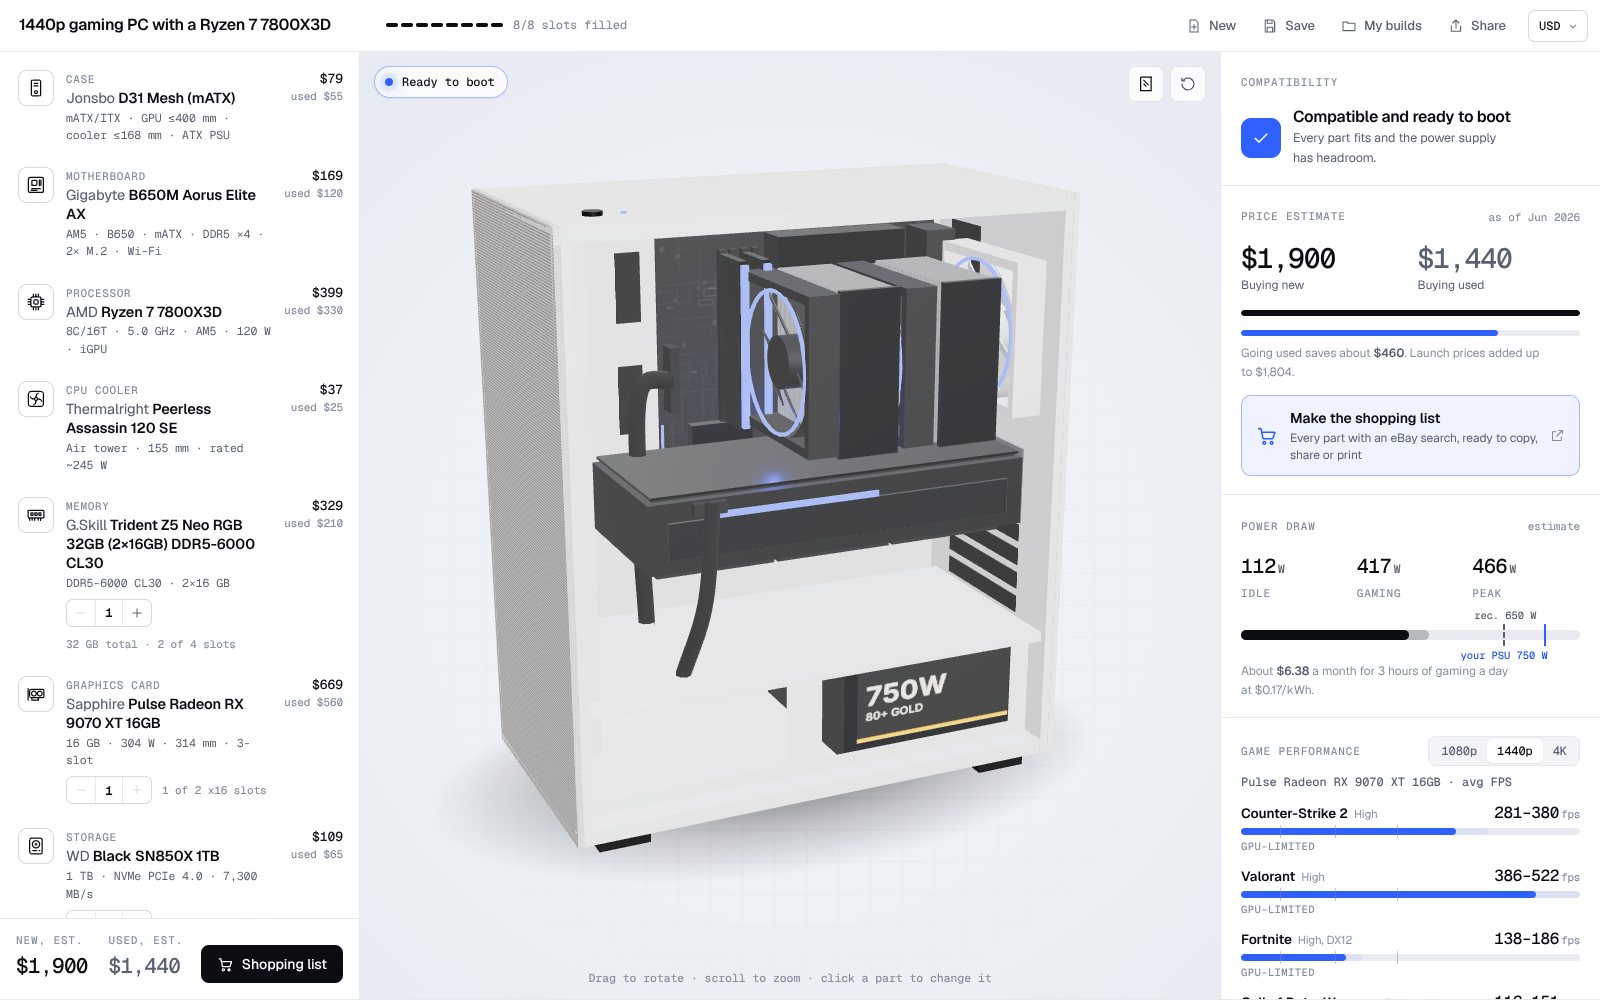 1440p gaming PC with a Ryzen 7 7800X3D
8/8 slots filled
New
Save
My builds
Share
USD
CASE
$79
Jonsbo D31 Mesh (mATX)
used $55
mATX/ITX · GPU ≤400 mm ·
cooler ≤168 mm · ATX PSU
MOTHERBOARD
$169
Gigabyte B650M Aorus Elite
AX
used $120
AM5 · B650 · mATX · DDR5 ×4 ·
2× M.2 · Wi-Fi
PROCESSOR
$399
AMD Ryzen 7 7800X3D
used $330
8C/16T · 5.0 GHz · AM5 · 120 W
· iGPU
CPU COOLER
$37
Thermalright Peerless
Assassin 120 SE
used $25
Air tower · 155 mm · rated
~245 W
MEMORY
$329
G.Skill Trident Z5 Neo RGB
32GB (2×16GB) DDR5-6000
CL30
used $210
DDR5-6000 CL30 · 2×16 GB
− 1 +
32 GB total · 2 of 4 slots
GRAPHICS CARD
$669
Sapphire Pulse Radeon RX
9070 XT 16GB
used $560
16 GB · 304 W · 314 mm · 3-
slot
− 1 +
1 of 2 x16 slots
STORAGE
$109
WD Black SN850X 1TB
used $65
1 TB · NVMe PCIe 4.0 · 7,300
MB/s
NEW, EST.
$1,900
USED, EST.
$1,440
Shopping list
Ready to boot
750W
80+ GOLD
Drag to rotate · scroll to zoom · click a part to change it
COMPATIBILITY
Compatible and ready to boot
Every part fits and the power supply
has headroom.
PRICE ESTIMATE
as of Jun 2026
$1,900
Buying new
$1,440
Buying used
Going used saves about $460. Launch prices added up
to $1,804.
Make the shopping list
Every part with an eBay search, ready to copy,
share or print
POWER DRAW
estimate
112 W
IDLE
417 W
GAMING
466 W
PEAK
rec. 650 W
your PSU 750 W
About $6.38 a month for 3 hours of gaming a day
at $0.17/kWh.
GAME PERFORMANCE
1080p
1440p
4K
Pulse Radeon RX 9070 XT 16GB · avg FPS
Counter-Strike 2 High
281–380 fps
GPU-LIMITED
Valorant High
386–522 fps
GPU-LIMITED
Fortnite High, DX12
138–186 fps
GPU-LIMITED